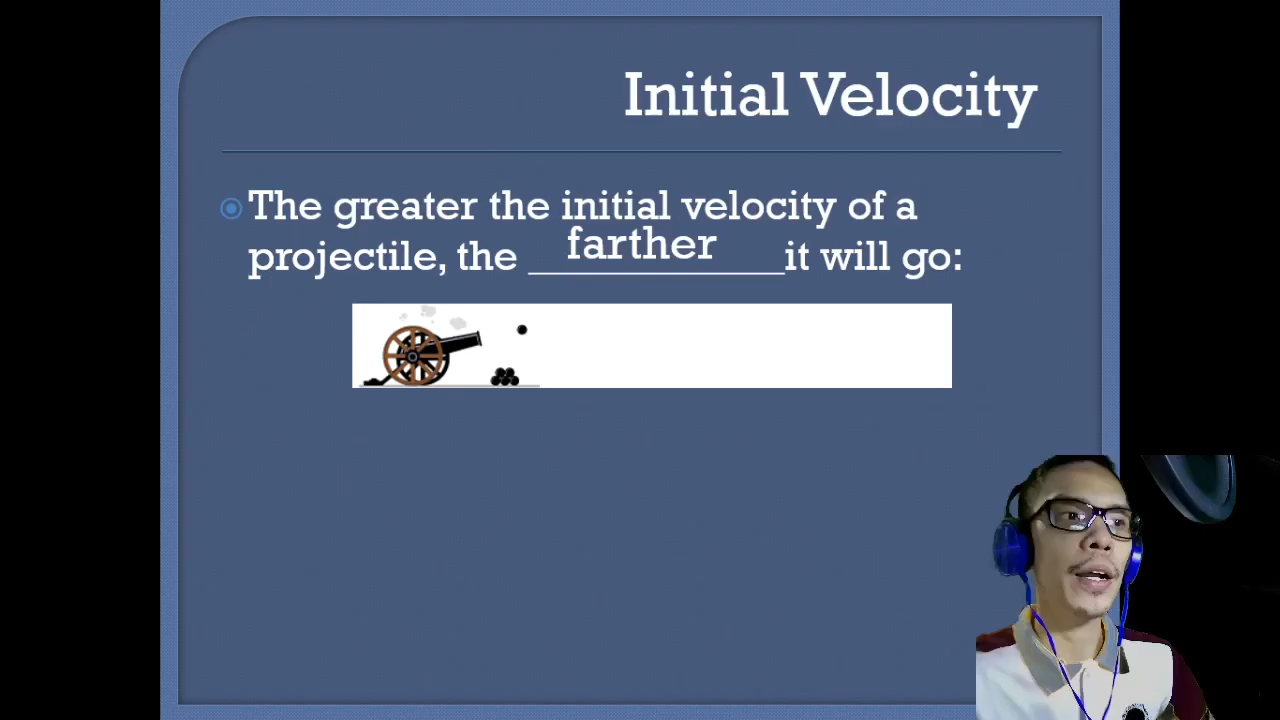 Initial Velocity
The greater the initial velocity of a
projectile, the farther it will go: